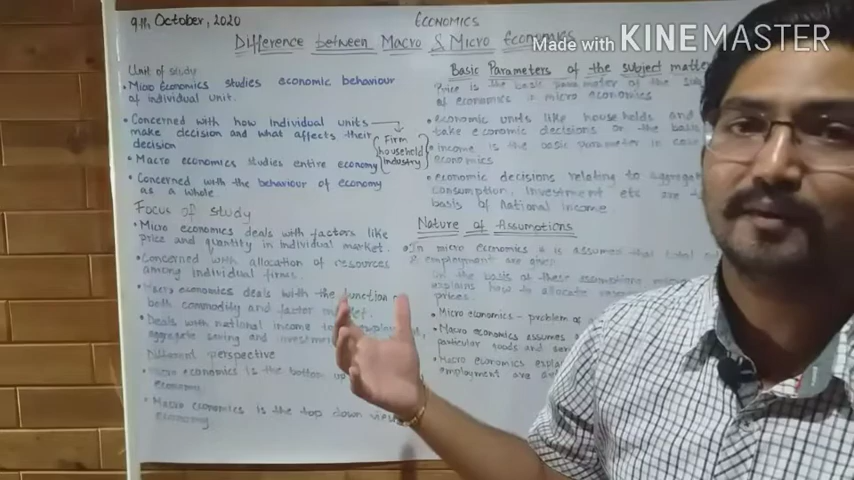 9th, October, 2020
ECONOMICS
Difference between Macro & Micro Economics
Made with KINEMASTER
Unit of study
• Micro Economics studies economic behaviour
of individual unit.
• Concerned with how individual units
make decision and what affects their
decision
Firm
household
industry
• Macro economics studies entire economy
• Concerned with the behaviour of economy
as a whole.
Focus of study
• Micro economics deals with factors like
price and quantity in individual market.
• Concerned with allocation of resources
among individual firms.
• Macro economics deals with the function
both commodity and factor market.
• Deals with national income
aggregate saving and
Different perspective
• Micro economics is the bottom up
economy.
• Macro economics is the top down view
economy
Basic Parameters of the subject matter
Price is the basic parameter of the
of economics = micro economics
• economic units like households and
take economic decisions on the basis
• income is the basic parameter in case
economics
• economic decisions relating to aggregate
consumption, investment etc are
basis of National income
Nature of Assumptions
• In micro economics it is assumed that total
& employment are given
on the basis of these assumptions
explains how to allocate
prices.
• Micro economics - problem of
• Macro economics assumes
particular goods and
• Macro economics
employment are